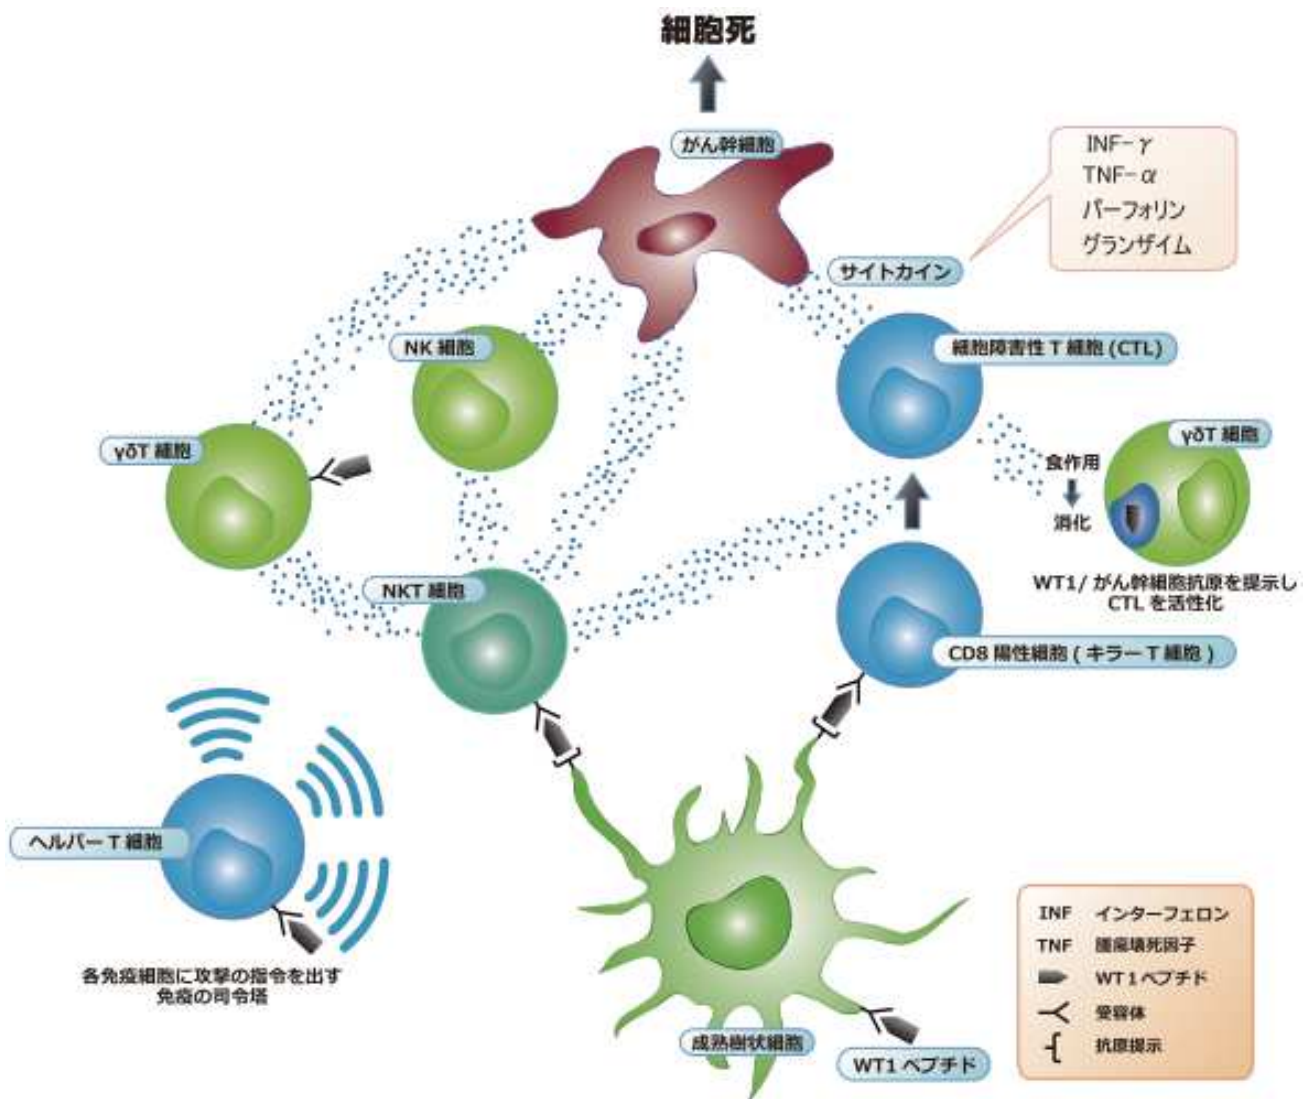 細胞死
がん幹細胞
INF-γ
TNF-α
パーフォリン
グランザイム
サイトカイン
NK 細胞
細胞障害性 T 細胞 (CTL)
γδT 細胞
γδT 細胞
食作用
消化
WT1/ がん幹細胞抗原を提示し
CTL を活性化
NKT 細胞
CD8 陽性細胞 ( キラー T 細胞 )
ヘルパー T 細胞
各免疫細胞に攻撃の指令を出す
免疫の司令塔
成熟樹状細胞
WT1 ペプチド
INF インターフェロン
TNF 腫瘍壊死因子
WT1ペプチド
受容体
抗原提示